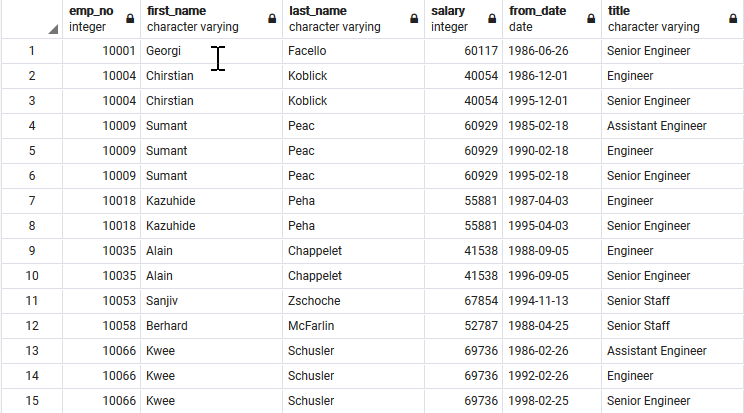 emp_no first_name last_name salary from_date title
integer character varying character varying integer date character varying
1 10001 Georgi Facello 60117 1986-06-26 Senior Engineer
2 10004 Chirstian Koblick 40054 1986-12-01 Engineer
3 10004 Chirstian Koblick 40054 1995-12-01 Senior Engineer
4 10009 Sumant Peac 60929 1985-02-18 Assistant Engineer
5 10009 Sumant Peac 60929 1990-02-18 Engineer
6 10009 Sumant Peac 60929 1995-02-18 Senior Engineer
7 10018 Kazuhide Peha 55881 1987-04-03 Engineer
8 10018 Kazuhide Peha 55881 1995-04-03 Senior Engineer
9 10035 Alain Chappelet 41538 1988-09-05 Engineer
10 10035 Alain Chappelet 41538 1996-09-05 Senior Engineer
11 10053 Sanjiv Zschoche 67854 1994-11-13 Senior Staff
12 10058 Berhard McFarlin 52787 1988-04-25 Senior Staff
13 10066 Kwee Schusler 69736 1986-02-26 Assistant Engineer
14 10066 Kwee Schusler 69736 1992-02-26 Engineer
15 10066 Kwee Schusler 69736 1998-02-25 Senior Engineer